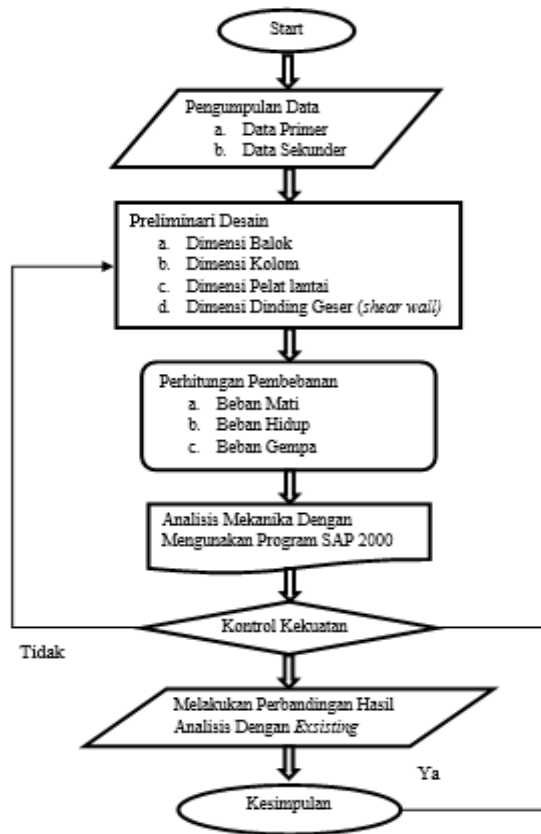 Start
Pengumpulan Data
a. Data Primer
b. Data Sekunder
Preliminari Desain
a. Dimensi Balok
b. Dimensi Kolom
c. Dimensi Pelat lantai
d. Dimensi Dinding Geser (shear wall)
Perhitungan Pembebanan
a. Beban Mati
b. Beban Hidup
c. Beban Gempa
Analisis Mekanika Dengan
Mengunakan Program SAP 2000
Kontrol Kekuatan
Tidak
Melakukan Perbandingan Hasil
Analisis Dengan Exsisting
Ya
Kesimpulan